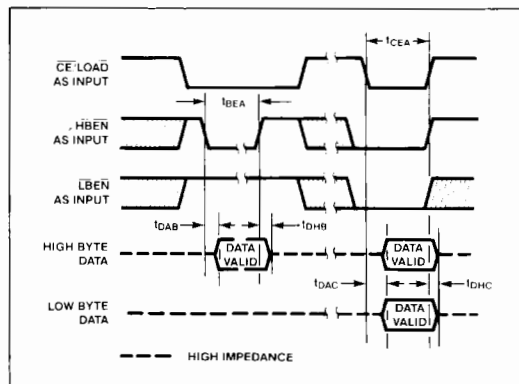 tCEA
CE/LOAD
AS INPUT
tBEA
HBEN
AS INPUT
LBEN
AS INPUT
tDAB
tDHB
HIGH BYTE
DATA
DATA
VALID
DATA
VALID
tDAC
tDHC
LOW BYTE
DATA
DATA
VALID
HIGH IMPEDANCE